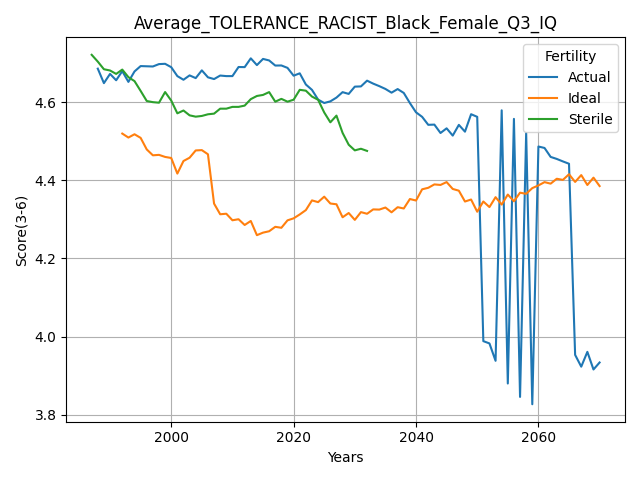 Average_TOLERANCE_RACIST_Black_Female_Q3_IQ
Fertility
Actual
Ideal
Sterile
Score(3-6)
4.6
4.4
4.2
4.0
3.8
2000
2020
2040
2060
Years